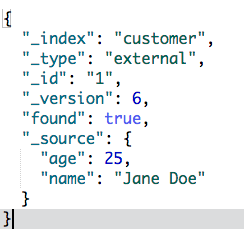 {
  "_index": "customer",
  "_type": "external",
  "_id": "1",
  "_version": 6,
  "found": true,
  "_source": {
    "age": 25,
    "name": "Jane Doe"
  }
}